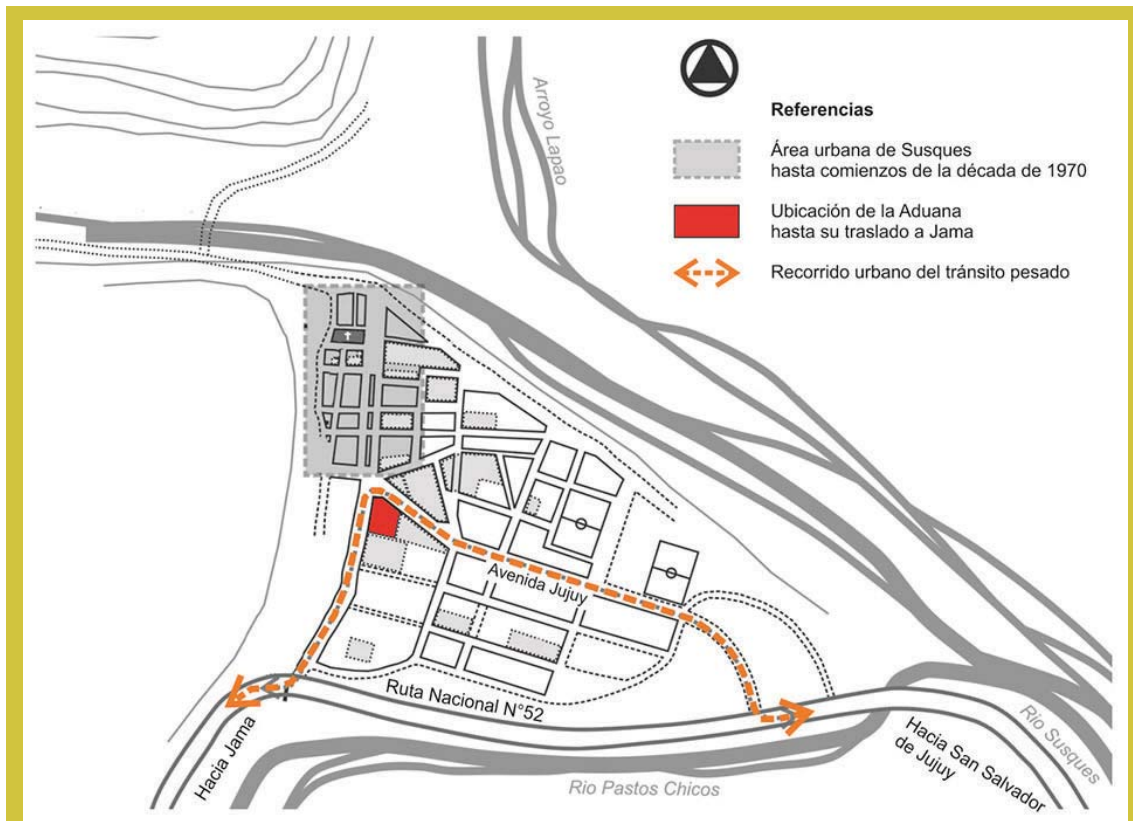 Referencias
Área urbana de Susques
hasta comienzos de la década de 1970
Ubicación de la Aduana
hasta su traslado a Jama
Recorrido urbano del tránsito pesado
Arroyo Lapao
Avenida Jujuy
Ruta Nacional N°52
Hacia Jama
Rio Pastos Chicos
Hacia San Salvador
de Jujuy
Rio Susques